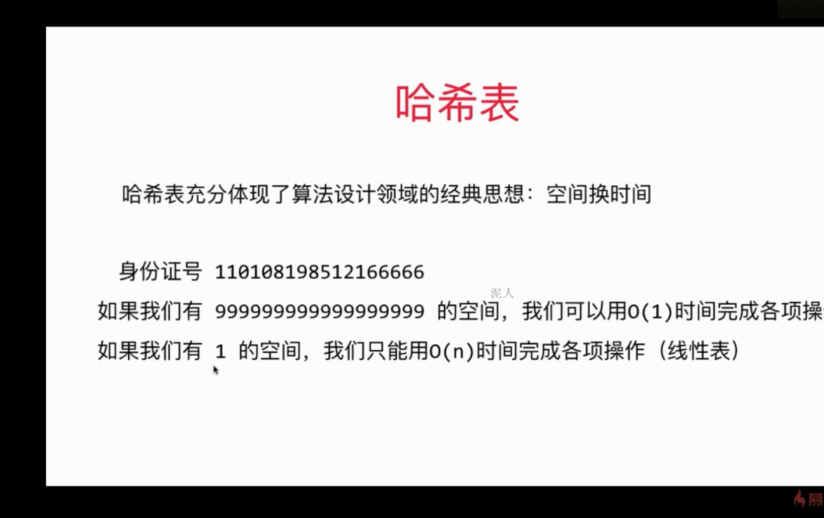 哈希表
哈希表充分体现了算法设计领域的经典思想：空间换时间
身份证号 110108198512166666
泥人
如果我们有 999999999999999999 的空间，我们可以用O(1)时间完成各项操
如果我们有 1 的空间，我们只能用O(n)时间完成各项操作（线性表）
慕